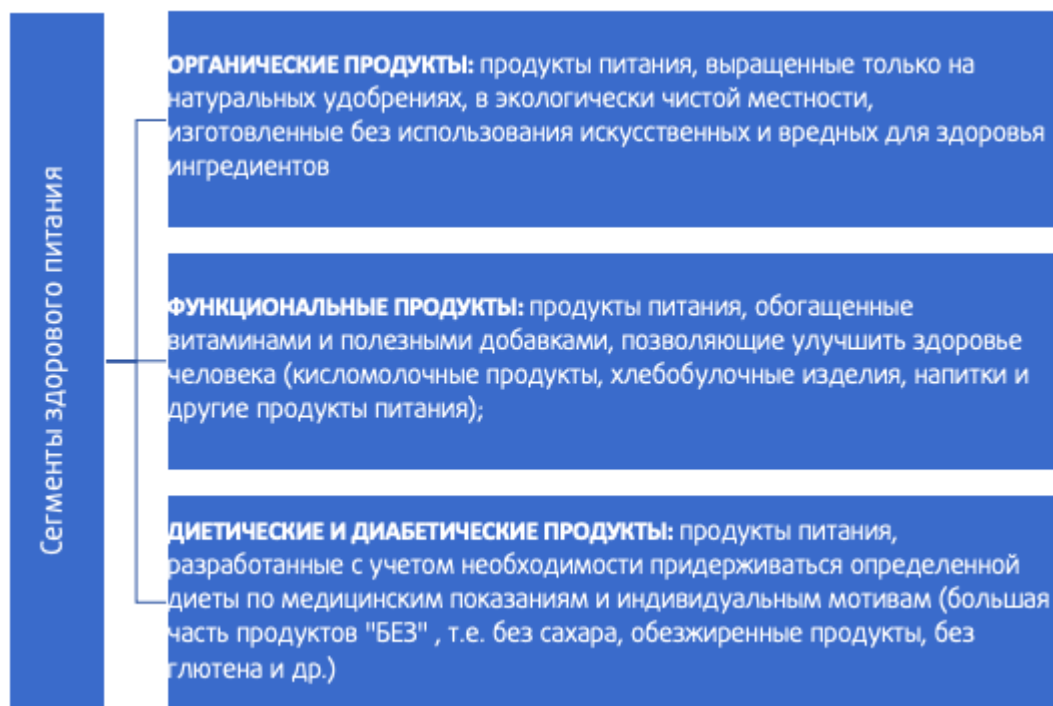 Сегменты здорового питания
ОРГАНИЧЕСКИЕ ПРОДУКТЫ: продукты питания, выращенные только на
натуральных удобрениях, в экологически чистой местности,
изготовленные без использования искусственных и вредных для здоровья
ингредиентов
ФУНКЦИОНАЛЬНЫЕ ПРОДУКТЫ: продукты питания, обогащенные
витаминами и полезными добавками, позволяющие улучшить здоровье
человека (кисломолочные продукты, хлебобулочные изделия, напитки и
другие продукты питания);
ДИЕТИЧЕСКИЕ И ДИАБЕТИЧЕСКИЕ ПРОДУКТЫ: продукты питания,
разработанные с учетом необходимости придерживаться определенной
диеты по медицинским показаниям и индивидуальным мотивам (большая
часть продуктов "БЕЗ" , т.е. без сахара, обезжиренные продукты, без
глютена и др.)